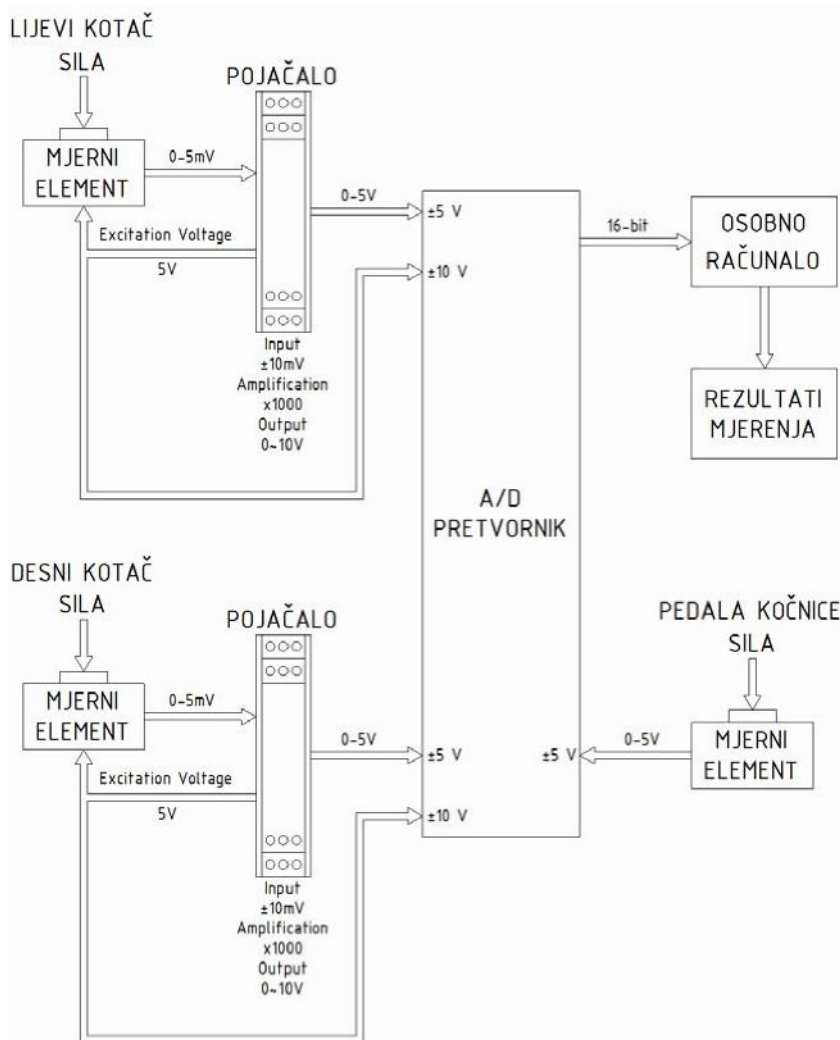 LIJEVI KOTAČ
SILA
POJAČALO
MJERNI
ELEMENT
0-5mV
Excitation Voltage
5V
0-5V
±5 V
±10 V
Input
±10mV
Amplification
x1000
Output
0~10V
A/D
PRETVORNIK
16-bit
OSOBNO
RAČUNALO
REZULTATI
MJERENJA
DESNI KOTAČ
SILA
POJAČALO
MJERNI
ELEMENT
0-5mV
Excitation Voltage
5V
0-5V
±5 V
±10 V
Input
±10mV
Amplification
x1000
Output
0~10V
PEDALA KOČNICE
SILA
±5 V
0-5V
MJERNI
ELEMENT